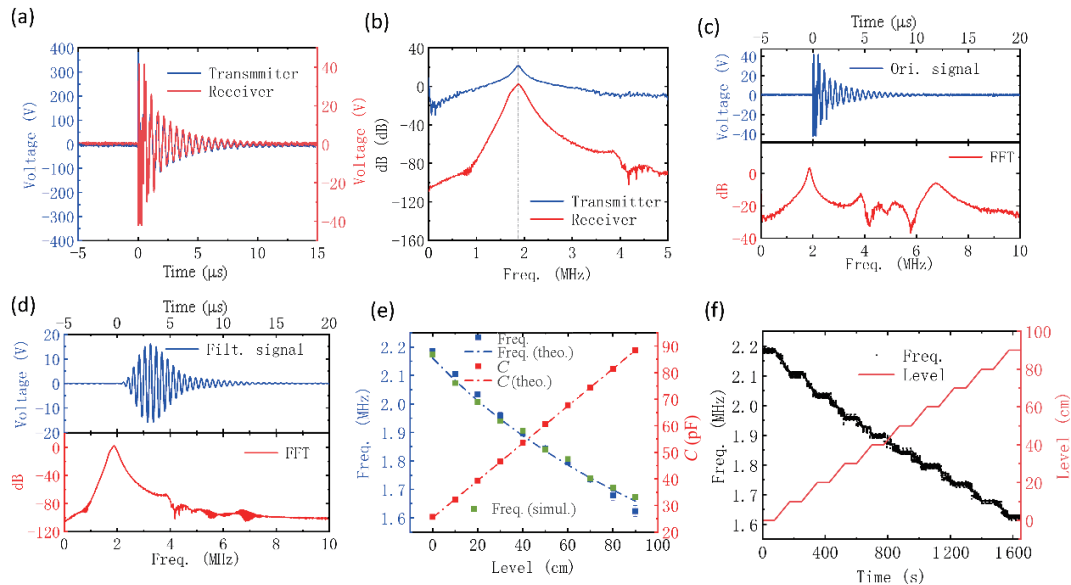 (a)
400
300
200
100
0
-100
-200
-300
-400
Voltage (V)
Transmmiter
Receiver
40
20
0
-20
-40
Voltage (V)
-5 0 5 10 15
Time (μs)
(b)
40
0
-40
-80
-120
-160
dB (dB)
Transmitter
Receiver
0 1 2 3 4 5
Freq. (MHz)
(c)
Time (μs)
-5 0 5 10 15 20
40
20
0
-20
-40
Voltage (V)
Ori. signal
0
-20
-40
dB
FFT
0 2 4 6 8 10
Freq. (MHz)
(d)
Time (μs)
-5 0 5 10 15 20
20
10
0
-10
20
Voltage (V)
Filt. signal
0
-40
-80
-120
dB
FFT
0 2 4 6 8 10
Freq. (MHz)
(e)
2.2
2.1
2.0
1.9
1.8
1.7
1.6
Freq. (MHz)
Freq.
Freq. (theo.)
C
C (theo.)
Freq. (simul.)
100
90
80
70
60
50
40
30
20
C (pF)
0 20 40 60 80 100
Level (cm)
(f)
2.2
2.1
2.0
1.9
1.8
1.7
1.6
Freq. (MHz)
Freq.
Level
100
80
60
40
20
0
Level (cm)
0 400 800 1200 1600
Time (s)